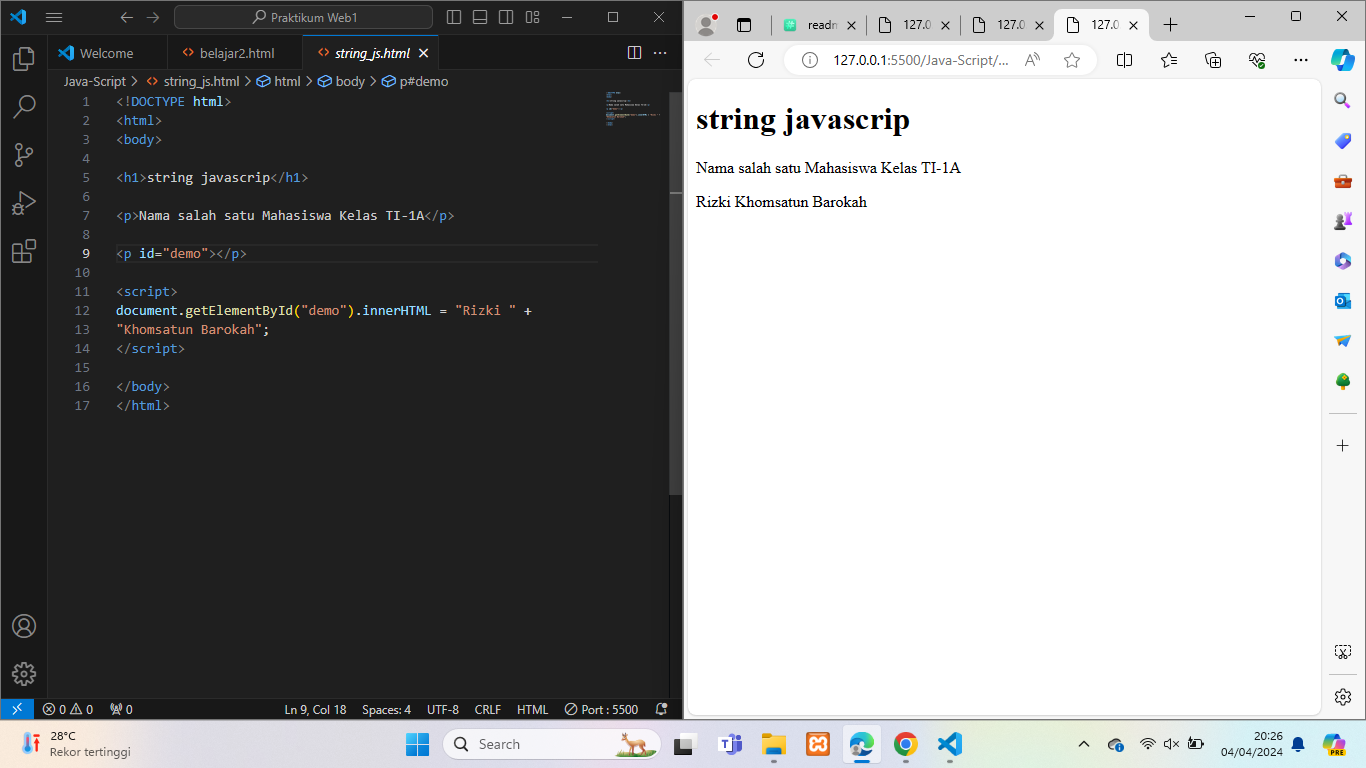 Praktikum Web1
Welcome
belajar2.html
string_js.html
Java-Script > string_js.html > html > body > p#demo
1 <!DOCTYPE html>
2 <html>
3 <body>
4
5 <h1>string javascrip</h1>
6
7 <p>Nama salah satu Mahasiswa Kelas TI-1A</p>
8
9 <p id="demo"></p>
10
11 <script>
12 document.getElementById("demo").innerHTML = "Rizki " +
13 "Khomsatun Barokah";
14 </script>
15
16 </body>
17 </html>
0 0 0
Ln 9, Col 18 Spaces: 4 UTF-8 CRLF HTML Port : 5500
readn
127.0
127.0
127.0
127.0.0.1:5500/Java-Script/...
string javascrip
Nama salah satu Mahasiswa Kelas TI-1A
Rizki Khomsatun Barokah
28°C
Rekor tertinggi
Search
20:26
04/04/2024
PRE